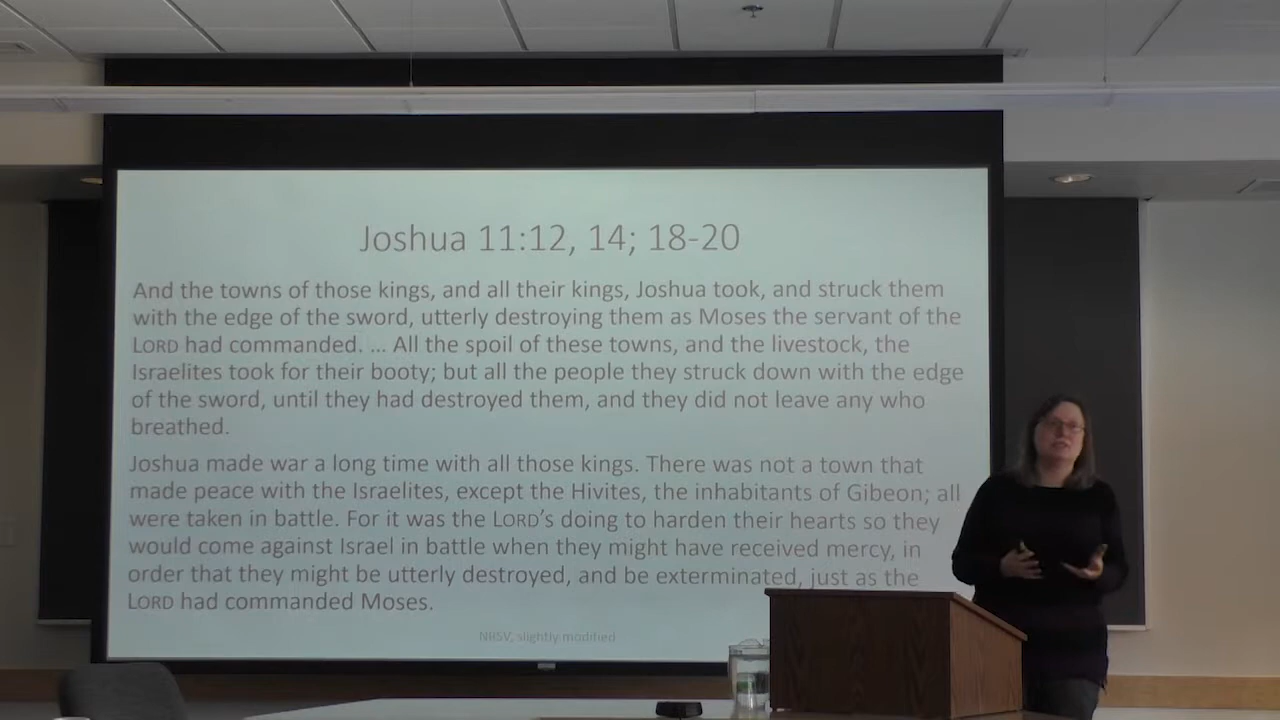 Joshua 11:12, 14; 18-20
And the towns of those kings, and all their kings, Joshua took, and struck them
with the edge of the sword, utterly destroying them as Moses the servant of the
LORD had commanded. ... All the spoil of these towns, and the livestock, the
Israelites took for their booty; but all the people they struck down with the edge
of the sword, until they had destroyed them, and they did not leave any who
breathed.
Joshua made war a long time with all those kings. There was not a town that
made peace with the Israelites, except the Hivites, the inhabitants of Gibeon; all
were taken in battle. For it was the LORD's doing to harden their hearts so they
would come against Israel in battle when they might have received mercy, in
order that they might be utterly destroyed, and be exterminated, just as the
LORD had commanded Moses.
NRSV, slightly modified